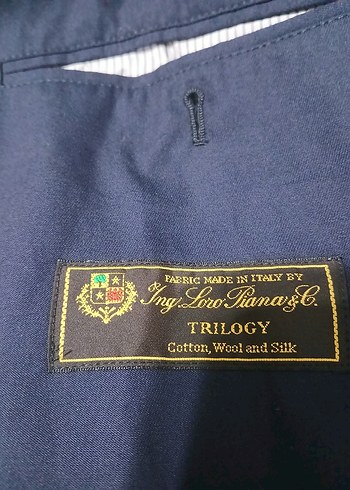 FABRIC MADE IN ITALY BY
Ing. Loro Piana & C.
TRILOGY
Cotton, Wool and Silk